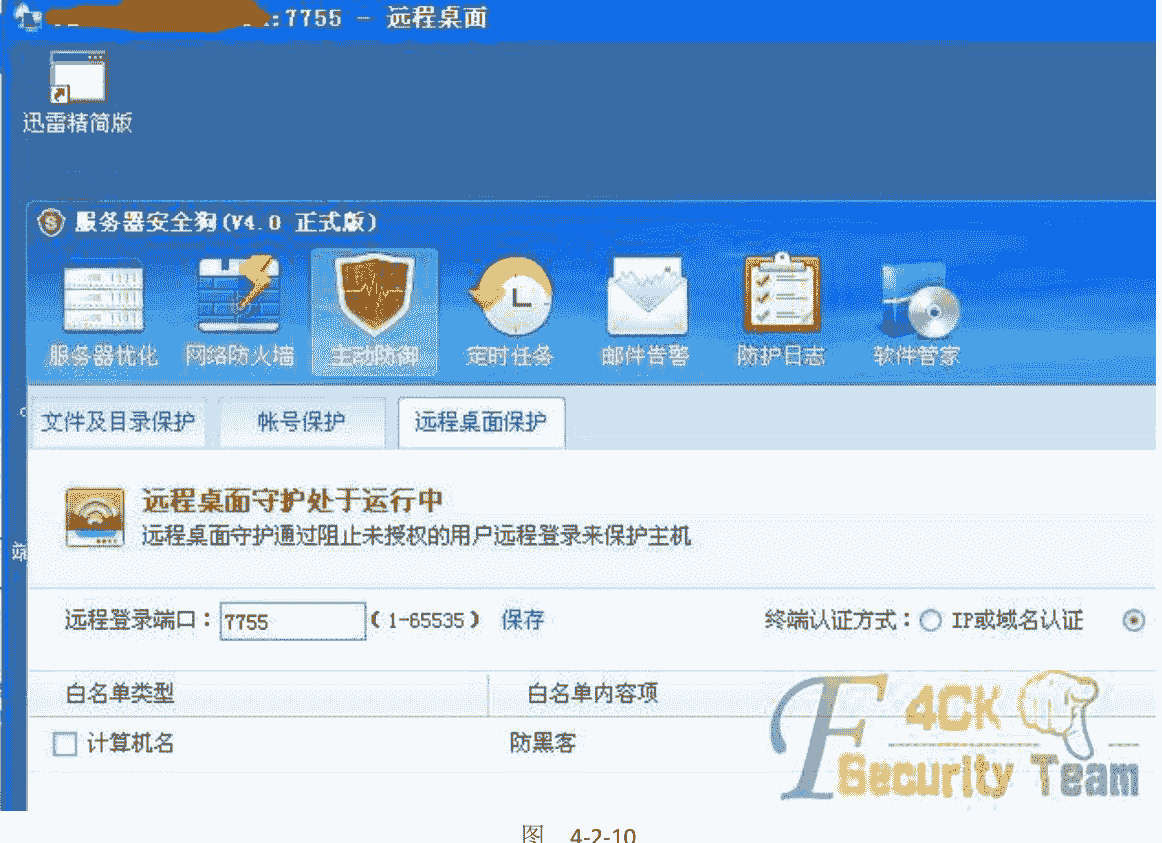 :7755 - 远程桌面
迅雷精简版
服务器安全狗(V4.0 正式版)
服务器优化 网络防火墙 主动防御 定时任务 邮件告警 防护日志 软件管家
文件及目录保护 帐号保护 远程桌面保护
远程桌面守护处于运行中
远程桌面守护通过阻止未授权的用户远程登录来保护主机
远程登录端口: 7755 (1-65535) 保存 终端认证方式: IP或域名认证
白名单类型 白名单内容项
计算机名 防黑客
F4CK
Security Team
图 4-2-10